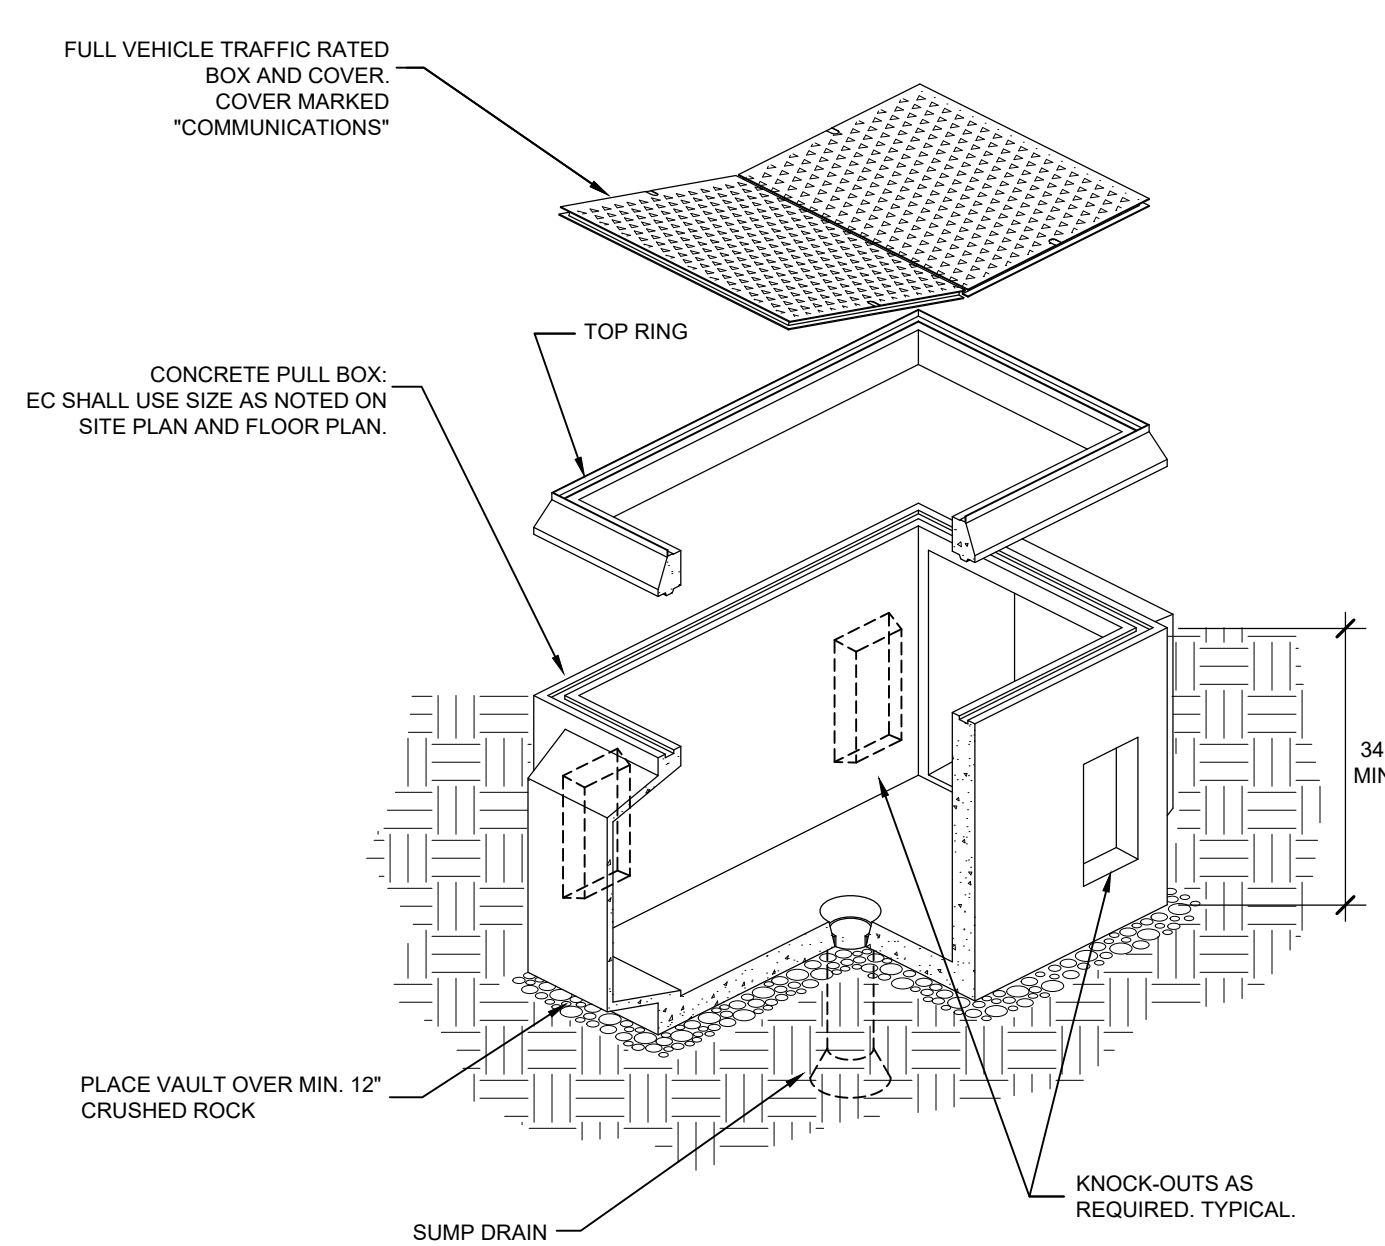 FULL VEHICLE TRAFFIC RATED
BOX AND COVER.
COVER MARKED
"COMMUNICATIONS"
TOP RING
CONCRETE PULL BOX:
EC SHALL USE SIZE AS NOTED ON
SITE PLAN AND FLOOR PLAN.
34
MIN
PLACE VAULT OVER MIN. 12"
CRUSHED ROCK
KNOCK-OUTS AS
REQUIRED. TYPICAL.
SUMP DRAIN